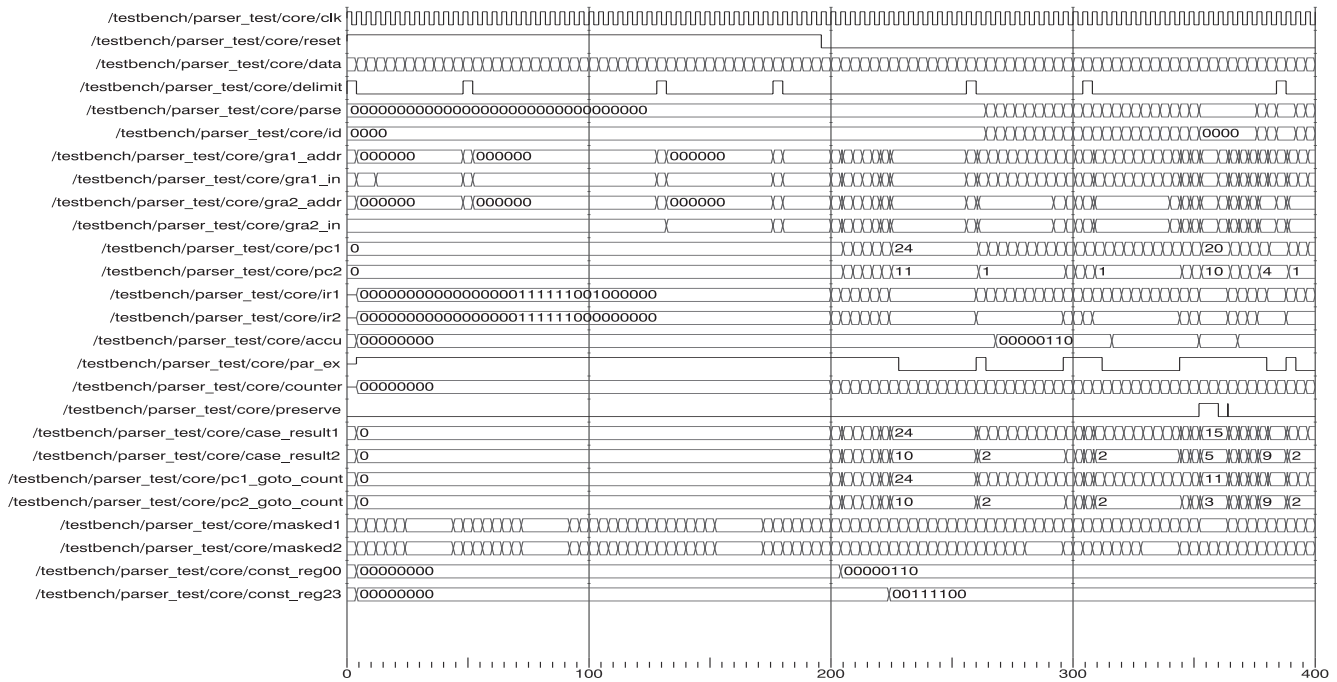 /testbench/parser_test/core/clk
/testbench/parser_test/core/reset
/testbench/parser_test/core/data
/testbench/parser_test/core/delimit
/testbench/parser_test/core/parse 00000000000000000000000000000000
/testbench/parser_test/core/id 0000 0000
/testbench/parser_test/core/gra1_addr 000000 000000 000000
/testbench/parser_test/core/gra1_in
/testbench/parser_test/core/gra2_addr 000000 000000 000000
/testbench/parser_test/core/gra2_in
/testbench/parser_test/core/pc1 0 24 20
/testbench/parser_test/core/pc2 0 11 1 1 10 4 1
/testbench/parser_test/core/ir1 00000000000000000111111001000000
/testbench/parser_test/core/ir2 00000000000000000111111000000000
/testbench/parser_test/core/accu 00000000 00000110
/testbench/parser_test/core/par_ex
/testbench/parser_test/core/counter 00000000
/testbench/parser_test/core/preserve
/testbench/parser_test/core/case_result1 0 24 15
/testbench/parser_test/core/case_result2 0 10 2 2 5 9 2
/testbench/parser_test/core/pc1_goto_count 0 24 11
/testbench/parser_test/core/pc2_goto_count 0 10 2 2 3 9 2
/testbench/parser_test/core/masked1
/testbench/parser_test/core/masked2
/testbench/parser_test/core/const_reg00 00000000 00000110
/testbench/parser_test/core/const_reg23 00000000 00111100
0 100 200 300 400